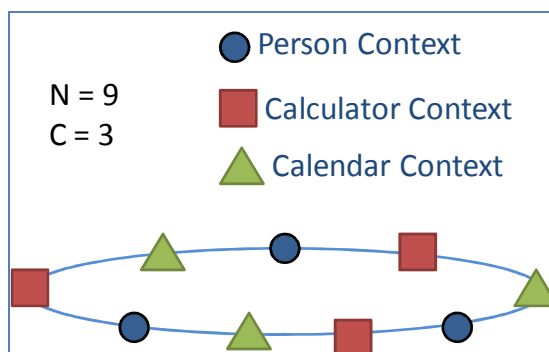 N = 9
C = 3
Person Context
Calculator Context
Calendar Context